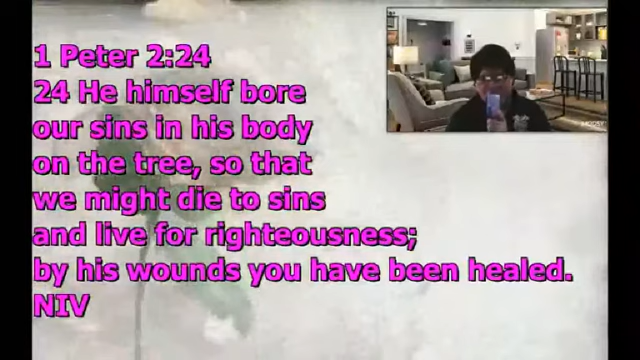 1 Peter 2:24
24 He himself bore
our sins in his body
on the tree, so that
we might die to sins
and live for righteousness;
by his wounds you have been healed.
NIV